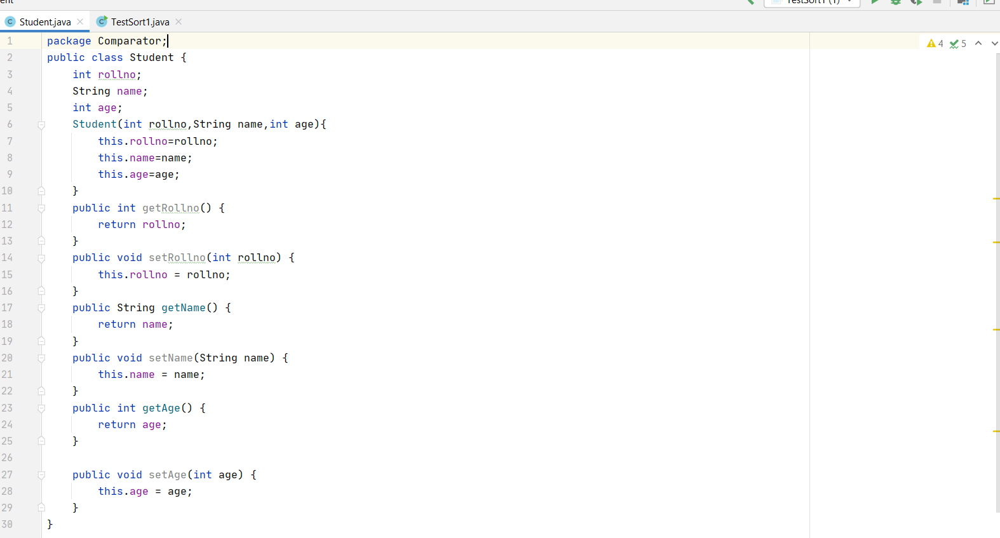 ent
TestSort1 (1)
Student.java
TestSort1.java
4 5
1 package Comparator;
2 public class Student {
3     int rollno;
4     String name;
5     int age;
6     Student(int rollno,String name,int age){
7         this.rollno=rollno;
8         this.name=name;
9         this.age=age;
10     }
11     public int getRollno() {
12         return rollno;
13     }
14     public void setRollno(int rollno) {
15         this.rollno = rollno;
16     }
17     public String getName() {
18         return name;
19     }
20     public void setName(String name) {
21         this.name = name;
22     }
23     public int getAge() {
24         return age;
25     }
26
27     public void setAge(int age) {
28         this.age = age;
29     }
30 }